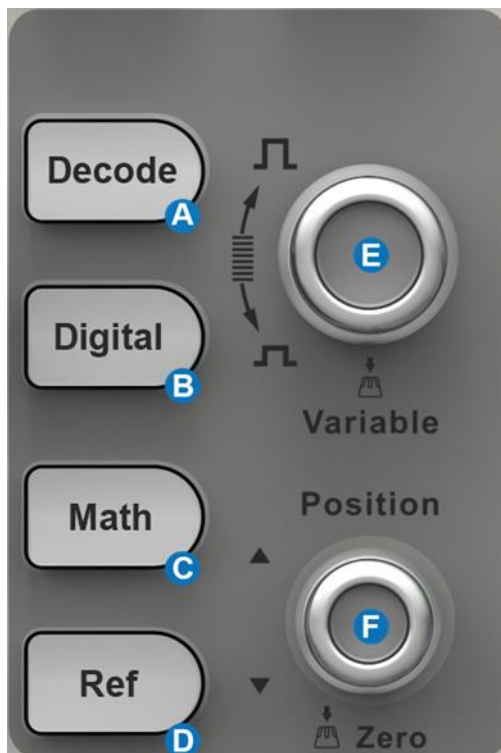 Decode
A
E
Digital
B
Variable
Position
Math
C
F
Ref
D
Zero